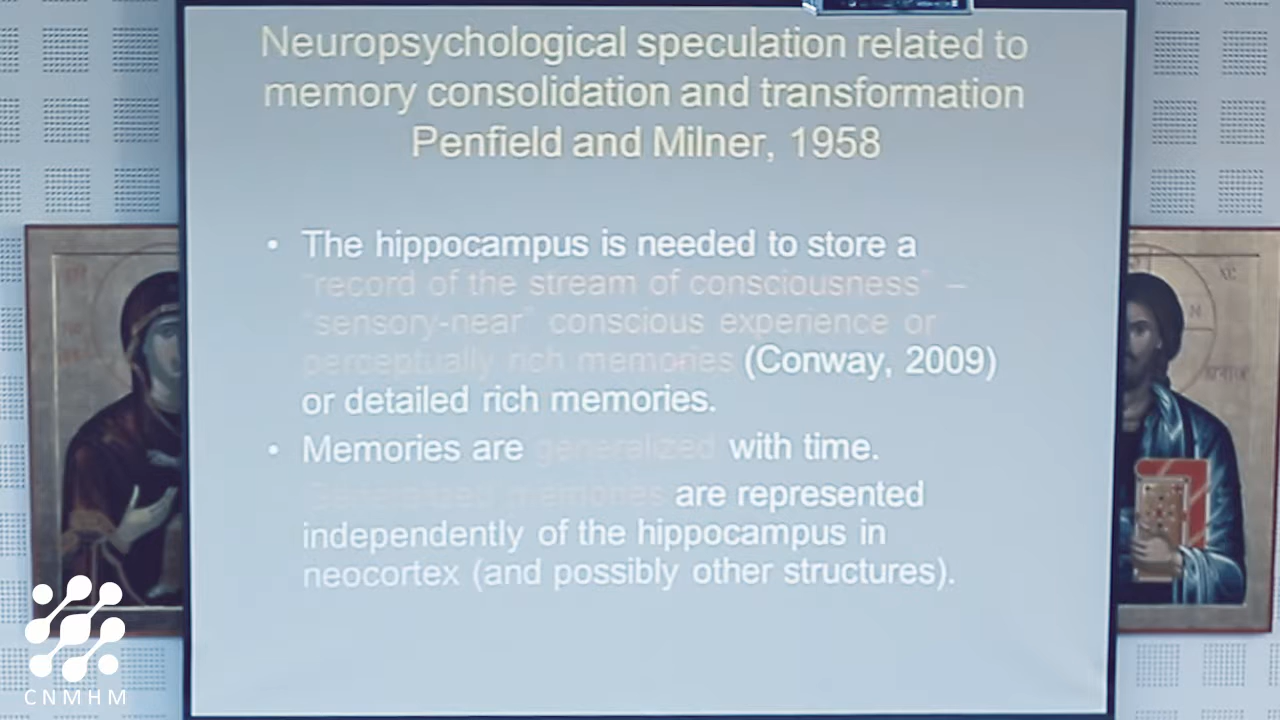 Neuropsychological speculation related to
memory consolidation and transformation
Penfield and Milner, 1958
• The hippocampus is needed to store a
"record of the stream of consciousness" –
"sensory-near" conscious experience or
perceptually rich memories (Conway, 2009)
or detailed rich memories.
• Memories are generalized with time.
memories are represented
independently of the hippocampus in
neocortex (and possibly other structures).
CNMHM